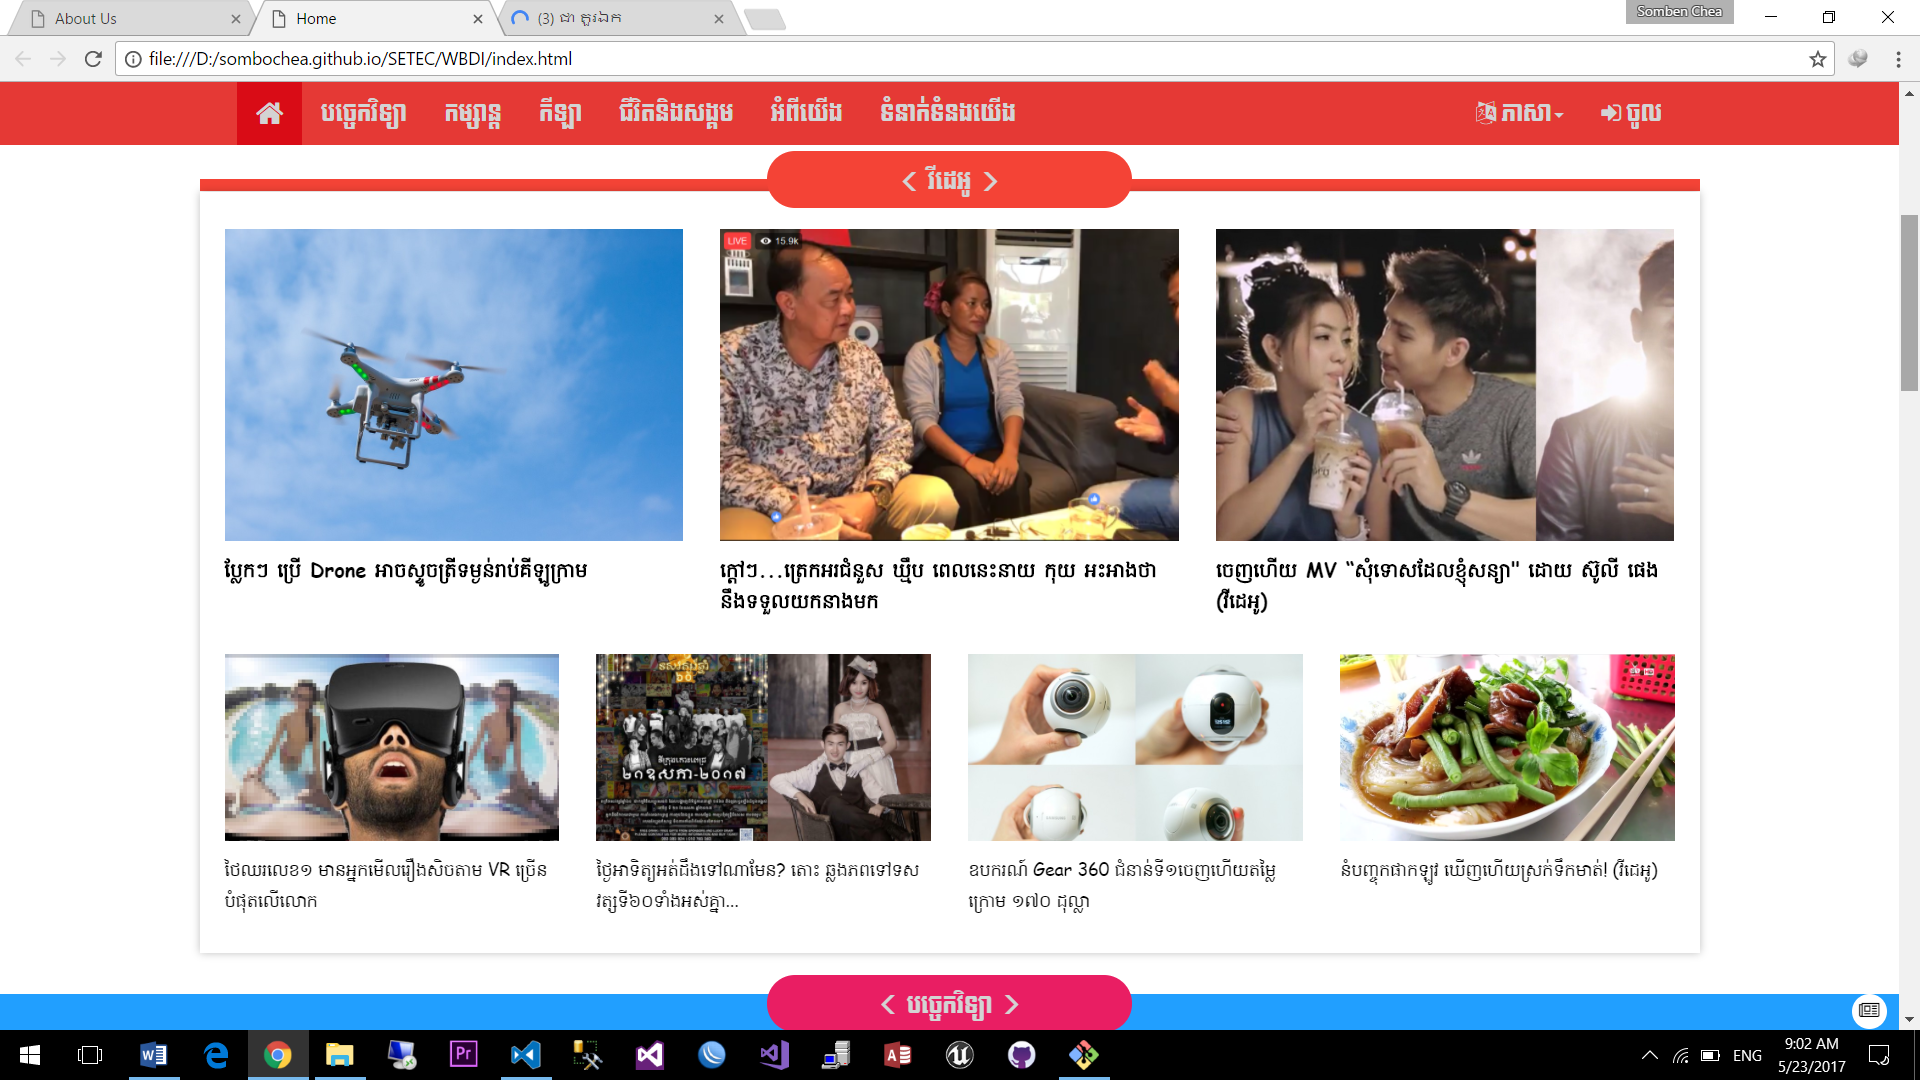 About Us
Home
(3) ជា តួរឯក
Somben Chea
file:///D:/sombochea.github.io/SETEC/WBDI/index.html
បច្ចេកវិទ្យា
កម្សាន្ត
កីឡា
ជីវិតនិងសង្គម
អំពីយើង
ទំនាក់ទំនងយើង
ភាសា
ចូល
< វីដេអូ >
LIVE 15.9k
ប្លែកៗ ប្រើ Drone អាចស្ទូចត្រីទម្ងន់រាប់គីឡូក្រាម
ក្ដៅៗ...ត្រេកអរជំនួស ឃ្មឹប ពេលនេះនាយ កុយ អះអាងថា
នឹងទទួលយកនាងមក
ចេញហើយ MV “សុំទោសដែលខ្ញុំសន្យា" ដោយ ស៊ូលី ផេង
(វីដេអូ)
២១ឧសភា-២០១៧
ថៃឈរលេខ១ មានអ្នកមើលរឿងសិចតាម VR ច្រើន
បំផុតលើលោក
ថ្ងៃអាទិត្យអត់ដឹងទៅណាមែន? តោះ ឆ្លងភពទៅទស
វត្សទី៦០ទាំងអស់គ្នា...
ឧបករណ៍ Gear 360 ជំនាន់ទី១ចេញហើយតម្លៃ
ក្រោម ១៧០ ដុល្លា
នំបញ្ចុកផាកឡូវ ឃើញហើយស្រក់ទឹកមាត់! (វីដេអូ)
< បច្ចេកវិទ្យា >
ENG
9:02 AM
5/23/2017